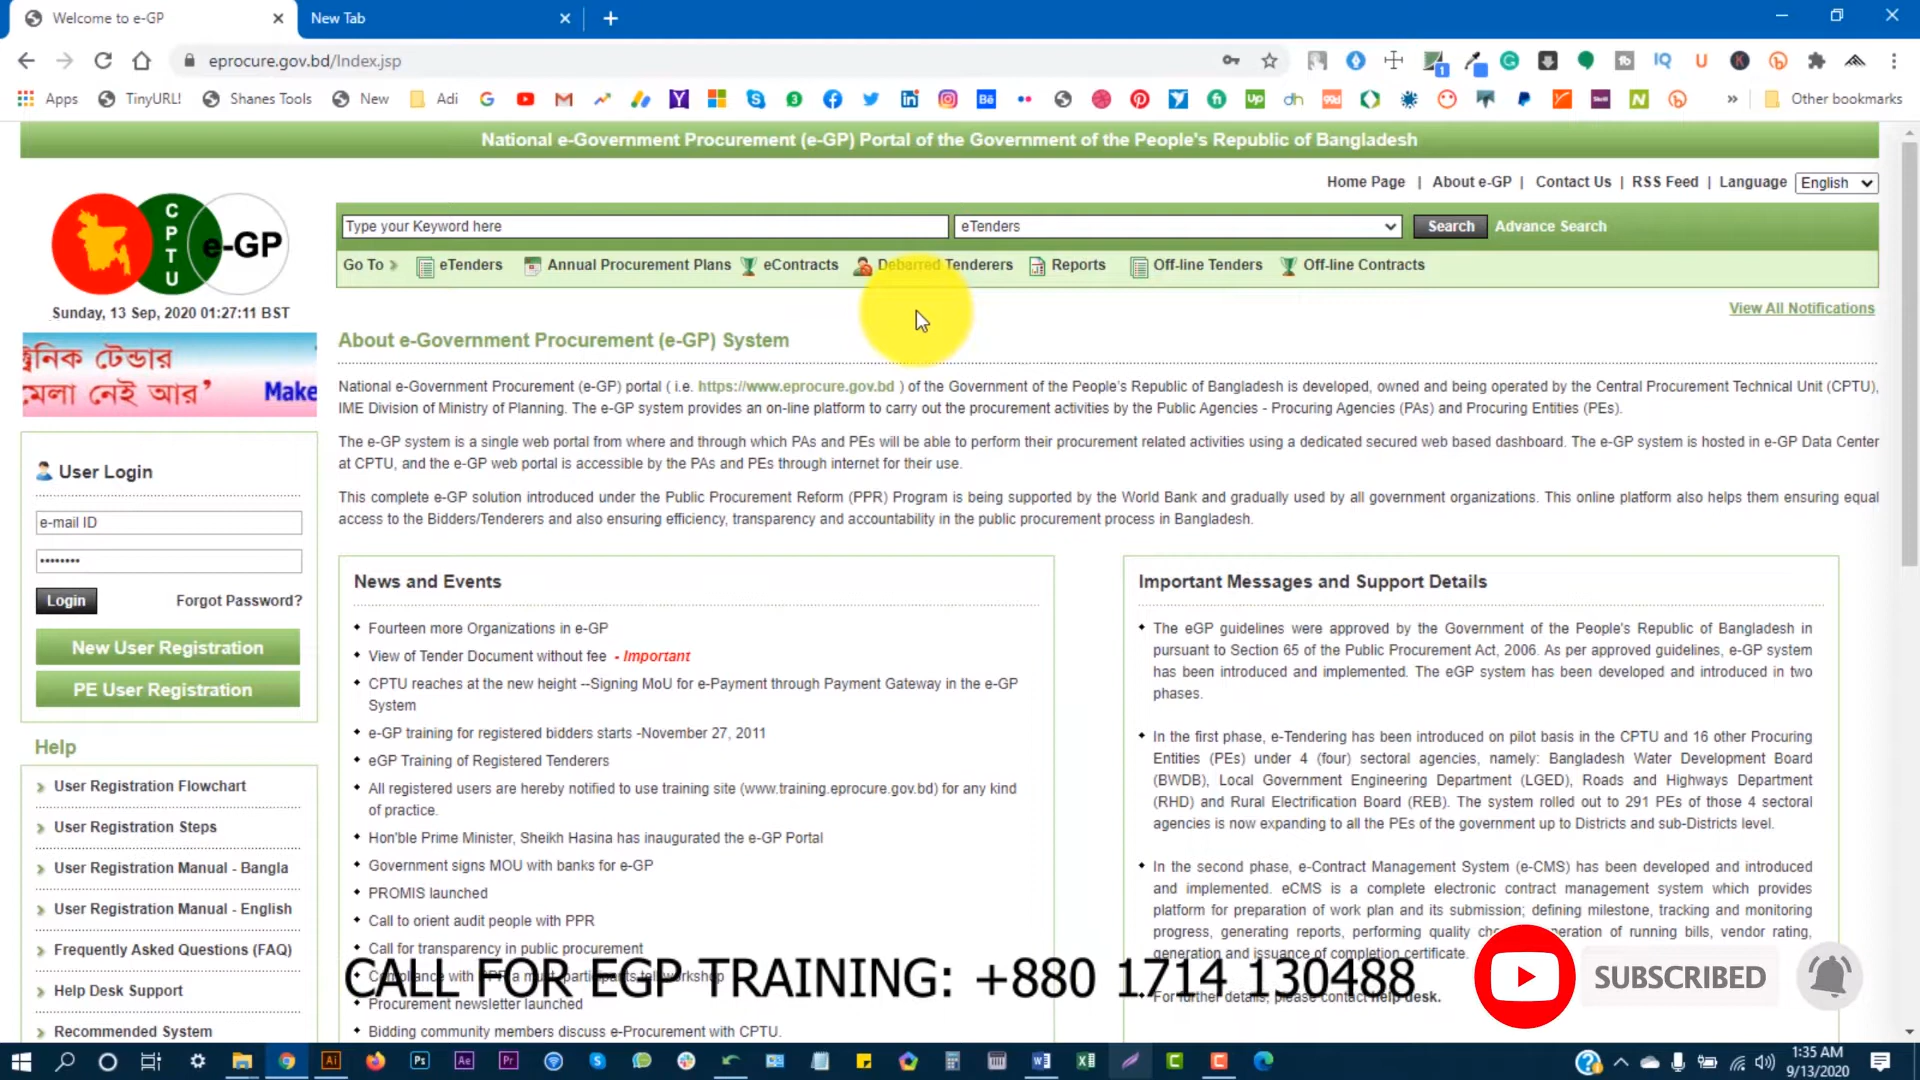 Welcome to e-GP
New Tab
eprocure.gov.bd/Index.jsp
Apps
TinyURL!
Shanes Tools
New
Adi
Other bookmarks
National e-Government Procurement (e-GP) Portal of the Government of the People's Republic of Bangladesh
Home Page | About e-GP | Contact Us | RSS Feed | Language English
CPTU
e-GP
Type your Keyword here
eTenders
Search
Advance Search
Go To
eTenders
Annual Procurement Plans
eContracts
Debarred Tenderers
Reports
Off-line Tenders
Off-line Contracts
Sunday, 13 Sep, 2020 01:27:11 BST
View All Notifications
টেন্ডার
নেই আর’
Make
About e-Government Procurement (e-GP) System
National e-Government Procurement (e-GP) portal ( i.e. https://www.eprocure.gov.bd ) of the Government of the People's Republic of Bangladesh is developed, owned and being operated by the Central Procurement Technical Unit (CPTU),
IME Division of Ministry of Planning. The e-GP system provides an on-line platform to carry out the procurement activities by the Public Agencies - Procuring Agencies (PAs) and Procuring Entities (PEs).
The e-GP system is a single web portal from where and through which PAs and PEs will be able to perform their procurement related activities using a dedicated secured web based dashboard. The e-GP system is hosted in e-GP Data Center
at CPTU, and the e-GP web portal is accessible by the PAs and PEs through internet for their use.
This complete e-GP solution introduced under the Public Procurement Reform (PPR) Program is being supported by the World Bank and gradually used by all government organizations. This online platform also helps them ensuring equal
access to the Bidders/Tenderers and also ensuring efficiency, transparency and accountability in the public procurement process in Bangladesh.
User Login
e-mail ID
••••••••
Login
Forgot Password?
New User Registration
PE User Registration
Help
User Registration Flowchart
User Registration Steps
User Registration Manual - Bangla
User Registration Manual - English
Frequently Asked Questions (FAQ)
Help Desk Support
Recommended System
News and Events
Fourteen more Organizations in e-GP
View of Tender Document without fee - Important
CPTU reaches at the new height --Signing MoU for e-Payment through Payment Gateway in the e-GP
System
e-GP training for registered bidders starts -November 27, 2011
eGP Training of Registered Tenderers
All registered users are hereby notified to use training site (www.training.eprocure.gov.bd) for any kind
of practice.
Hon'ble Prime Minister, Sheikh Hasina has inaugurated the e-GP Portal
Government signs MOU with banks for e-GP
PROMIS launched
Call to orient audit people with PPR
Call for transparency in public procurement
Compliance with PPR a must, participants tell workshop
Procurement newsletter launched
Bidding community members discuss e-Procurement with CPTU.
Important Messages and Support Details
The eGP guidelines were approved by the Government of the People's Republic of Bangladesh in
pursuant to Section 65 of the Public Procurement Act, 2006. As per approved guidelines, e-GP system
has been introduced and implemented. The eGP system has been developed and introduced in two
phases.
In the first phase, e-Tendering has been introduced on pilot basis in the CPTU and 16 other Procuring
Entities (PEs) under 4 (four) sectoral agencies, namely: Bangladesh Water Development Board
(BWDB), Local Government Engineering Department (LGED), Roads and Highways Department
(RHD) and Rural Electrification Board (REB). The system rolled out to 291 PEs of those 4 sectoral
agencies is now expanding to all the PEs of the government up to Districts and sub-Districts level.
In the second phase, e-Contract Management System (e-CMS) has been developed and introduced
and implemented. eCMS is a complete electronic contract management system which provides
platform for preparation of work plan and its submission; defining milestone, tracking and monitoring
progress, generating reports, performing quality eration of running bills, vendor rating,
generation and issuance of completion certificate.
For further details, please contact help desk.
CALL FOR EGP TRAINING: +880 1714 130488
SUBSCRIBED
1:35 AM
9/13/2020